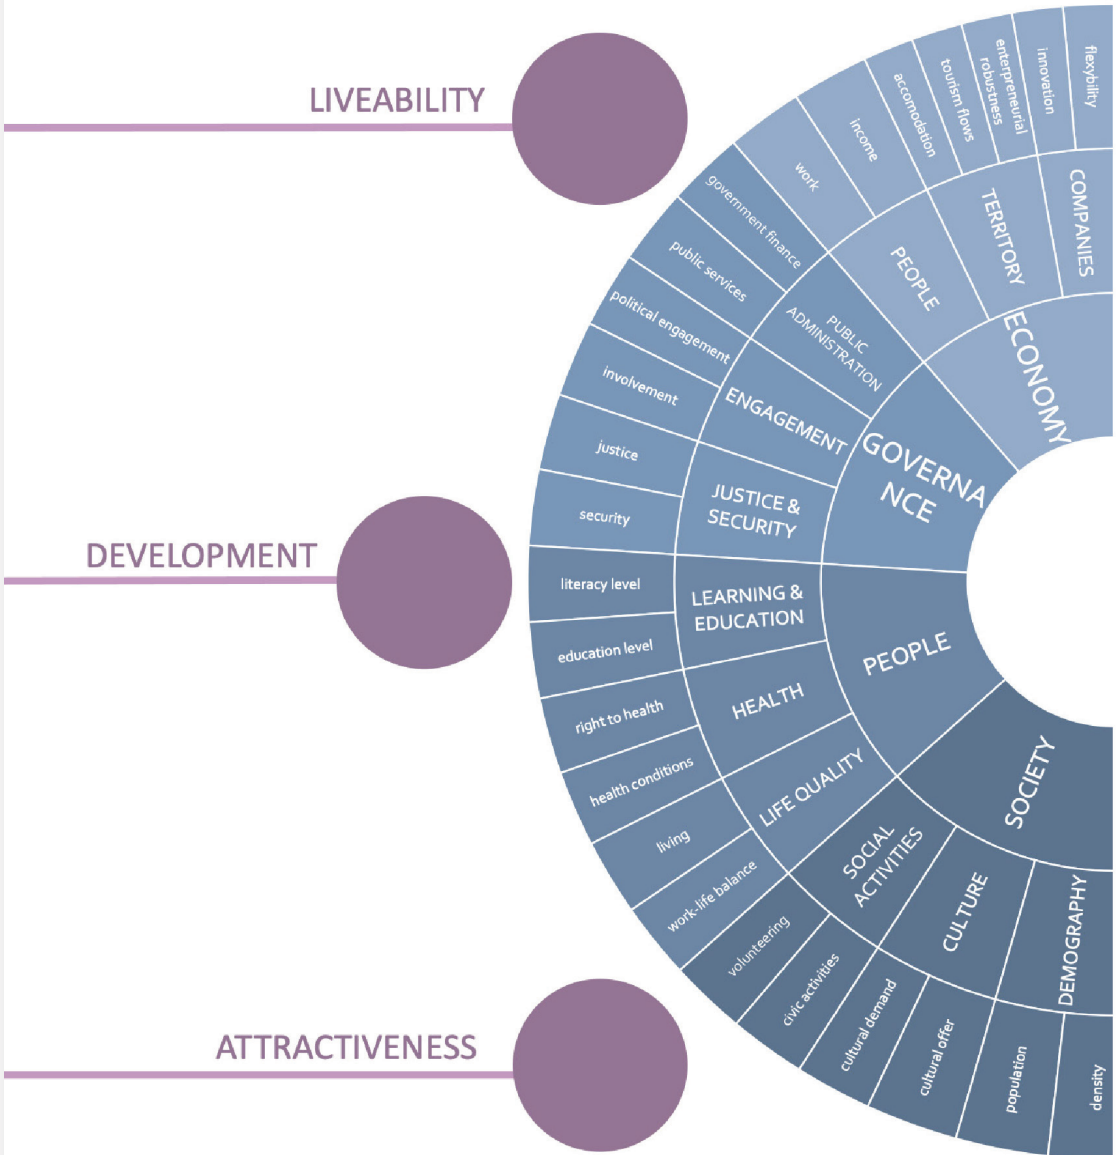 LIVEABILITY
DEVELOPMENT
ATTRACTIVENESS
flexybility
innovation
enterpreneurial
robustness
tourism flows
accomodation
income
work
government finance
public services
political engagement
involvement
justice
security
literacy level
education level
right to health
health conditions
living
work-life balance
volunteering
civic activities
cultural demand
cultural offer
population
density
COMPANIES
TERRITORY
PEOPLE
PUBLIC
ADMINISTRATION
ENGAGEMENT
JUSTICE &
SECURITY
LEARNING &
EDUCATION
HEALTH
LIFE QUALITY
SOCIAL
ACTIVITIES
CULTURE
DEMOGRAPHY
ECONOMY
GOVERNA
NCE
PEOPLE
SOCIETY